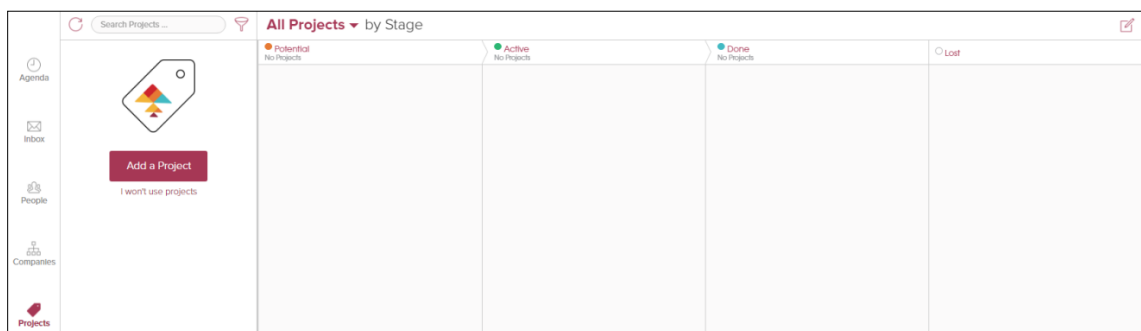 Search Projects ...
All Projects by Stage
Agenda
Inbox
People
Companies
Projects
Add a Project
I won't use projects
Potential
No Projects
Active
No Projects
Done
No Projects
Lost